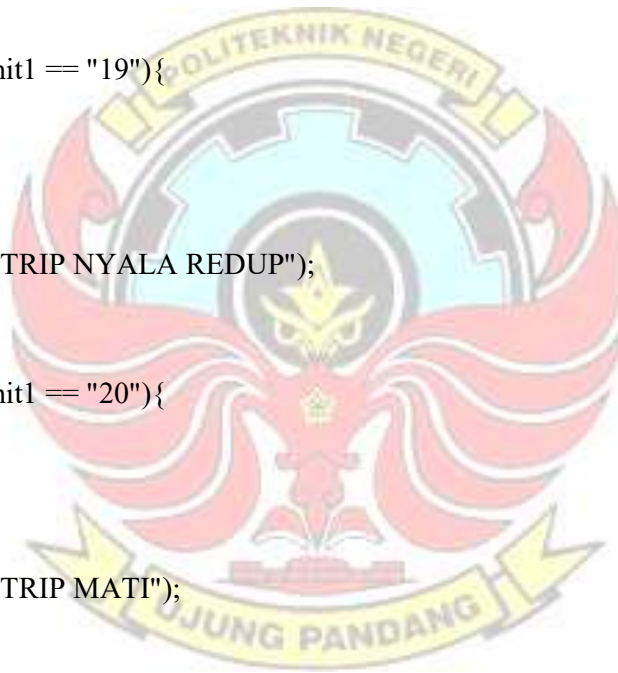 POLITEKNIK NEGERI
nit1 == "19"){
TRIP NYALA REDUP");
nit1 == "20"){
TRIP MATI");
UJUNG PANDANG